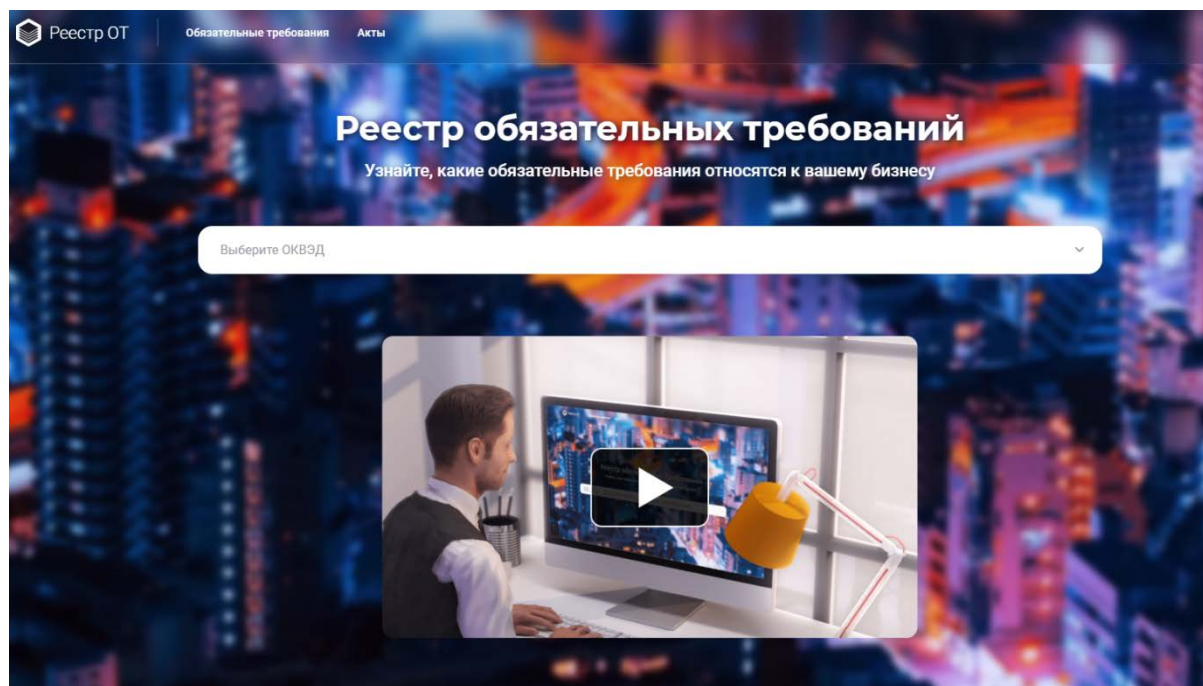 Реестр ОТ
Обязательные требования
Акты
Реестр обязательных требований
Узнайте, какие обязательные требования относятся к вашему бизнесу
Выберите ОКВЭД